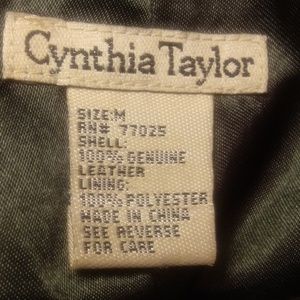 Cynthia Taylor
SIZE:M
RN# 77025
SHELL:
100% GENUINE
LEATHER
LINING:
100% POLYESTER
MADE IN CHINA
SEE REVERSE
FOR CARE